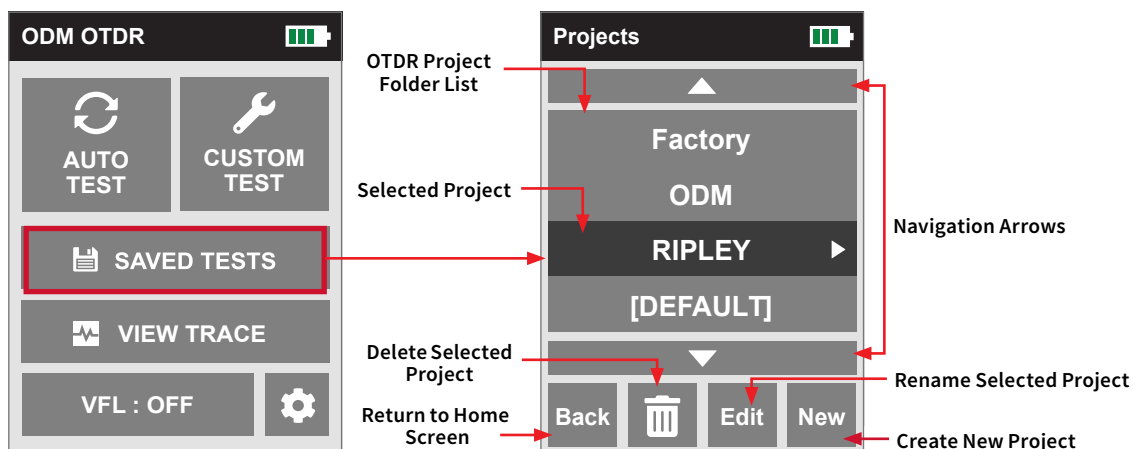 ODM OTDR
AUTO
TEST
CUSTOM
TEST
SAVED TESTS
VIEW TRACE
VFL : OFF
OTDR Project
Folder List
Selected Project
Delete Selected
Project
Return to Home
Screen
Projects
Factory
ODM
RIPLEY
[DEFAULT]
Back
Edit
New
Navigation Arrows
Rename Selected Project
Create New Project